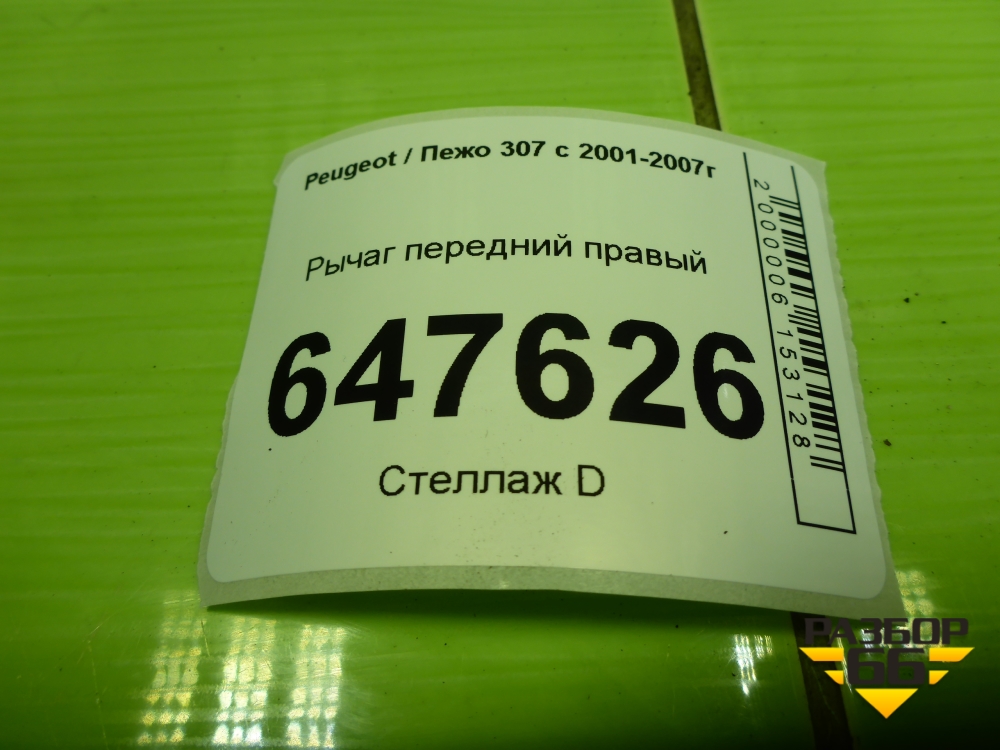 Peugeot / Пежо 307 с 2001-2007г
Рычаг передний правый
647626
Стеллаж D
2000006153128
РАЗБОР
66